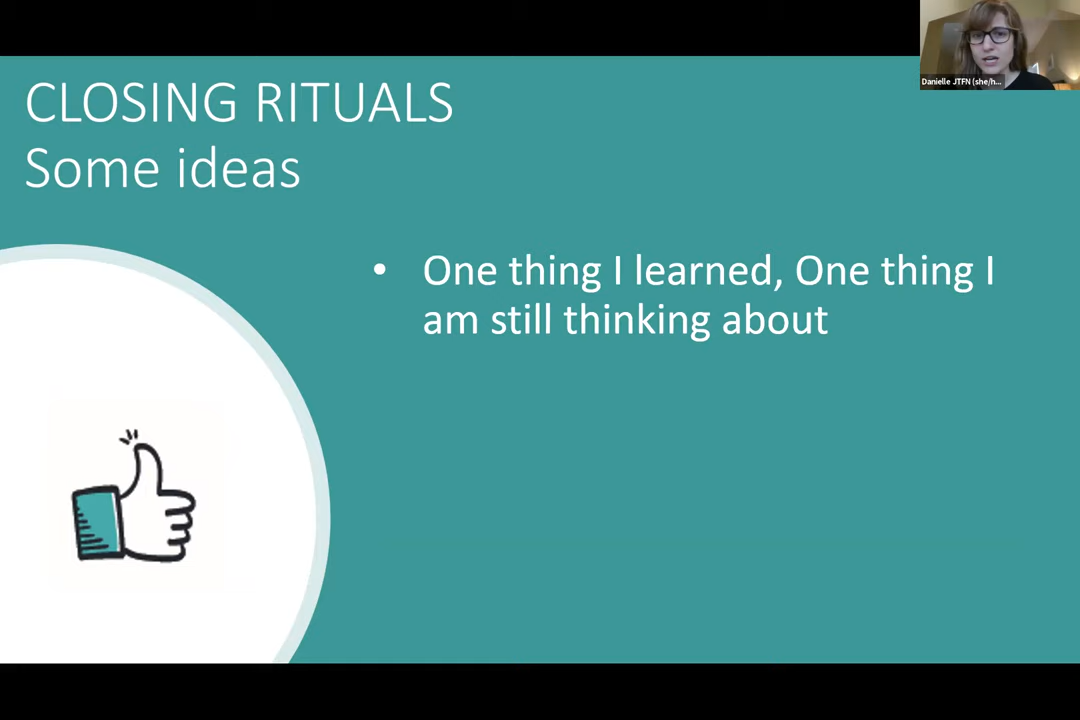 Danielle JTFN (she/h...
CLOSING RITUALS
Some ideas
• One thing I learned, One thing I
am still thinking about